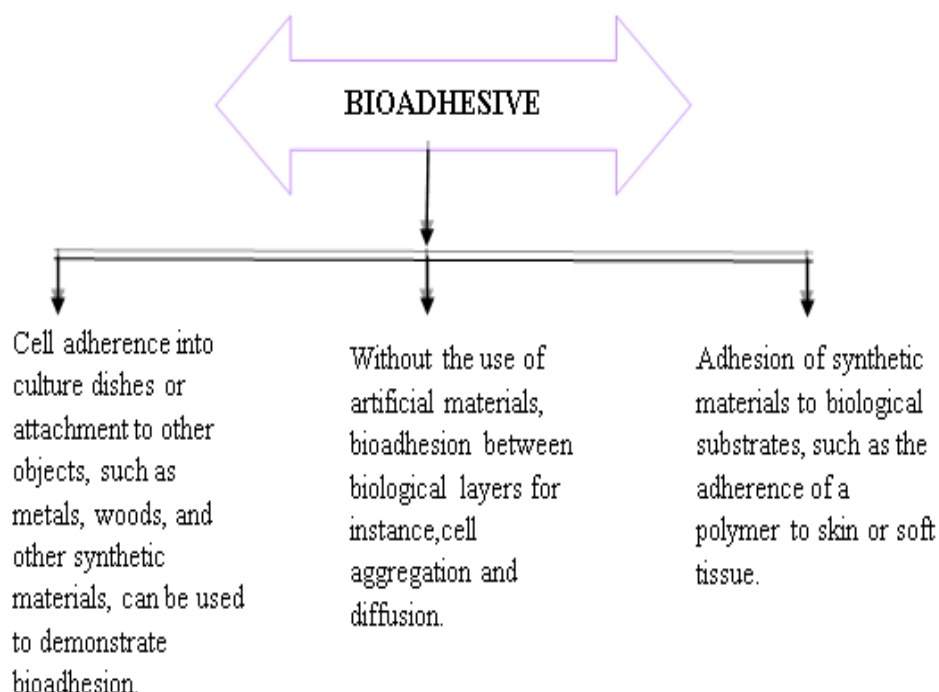 BIOADHESIVE
Cell adherence into
culture dishes or
attachment to other
objects, such as
metals, woods, and
other synthetic
materials, can be used
to demonstrate
bioadhesion.
Without the use of
artificial materials,
bioadhesion between
biological layers for
instance,cell
aggregation and
diffusion.
Adhesion of synthetic
materials to biological
substrates, such as the
adherence of a
polymer to skin or soft
tissue.